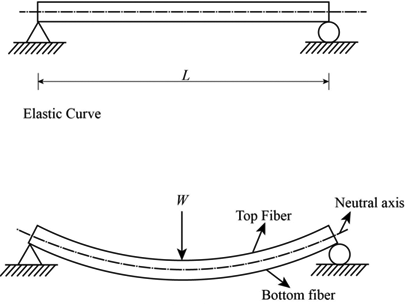 L
Elastic Curve
W
Top Fiber
Neutral axis
Bottom fiber